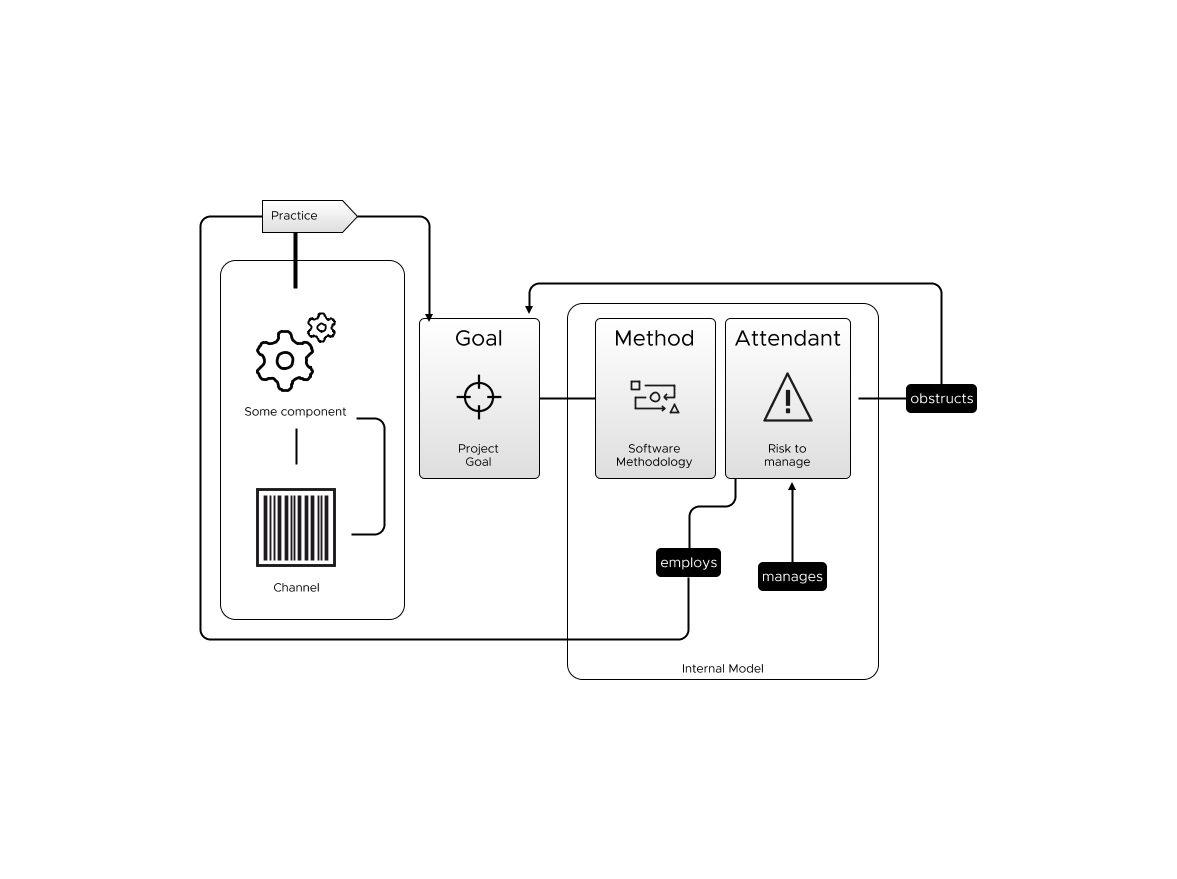 Practice
Some component
Channel
Goal
Project
Goal
Method
Software
Methodology
Attendant
Risk to
manage
obstructs
employs
manages
Internal Model